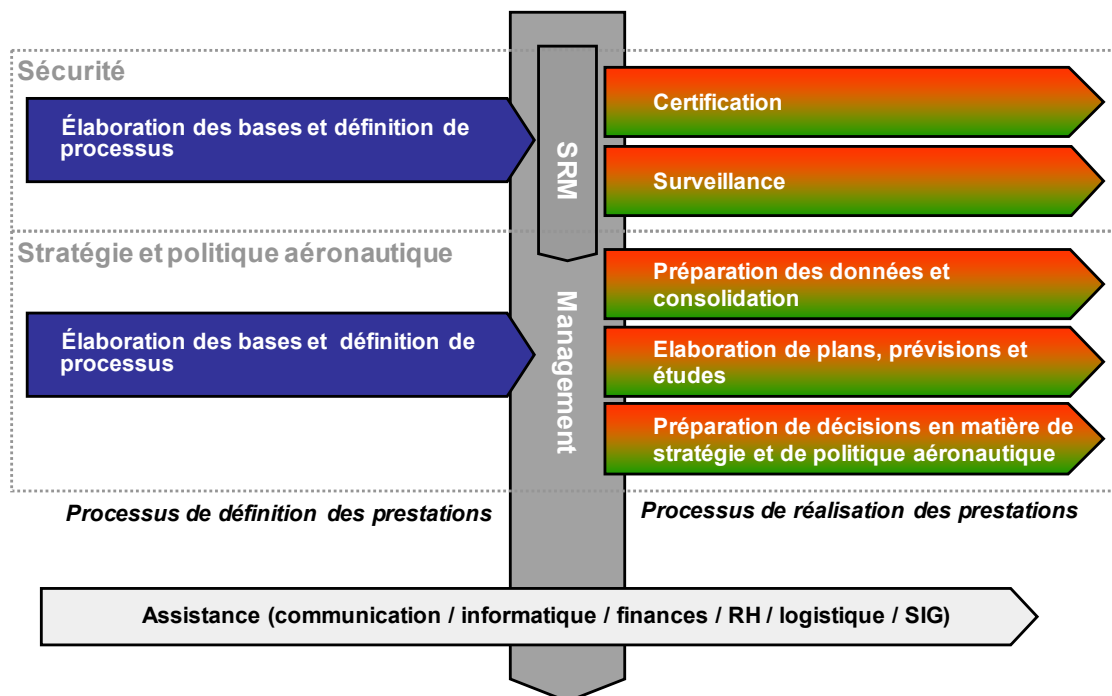 Sécurité
Élaboration des bases et définition de
processus
SRM
Certification
Surveillance
Stratégie et politique aéronautique
Élaboration des bases et définition de
processus
Management
Préparation des données et
consolidation
Elaboration de plans, prévisions et
études
Préparation de décisions en matière de
stratégie et de politique aéronautique
Processus de définition des prestations
Processus de réalisation des prestations
Assistance (communication / informatique / finances / RH / logistique / SIG)